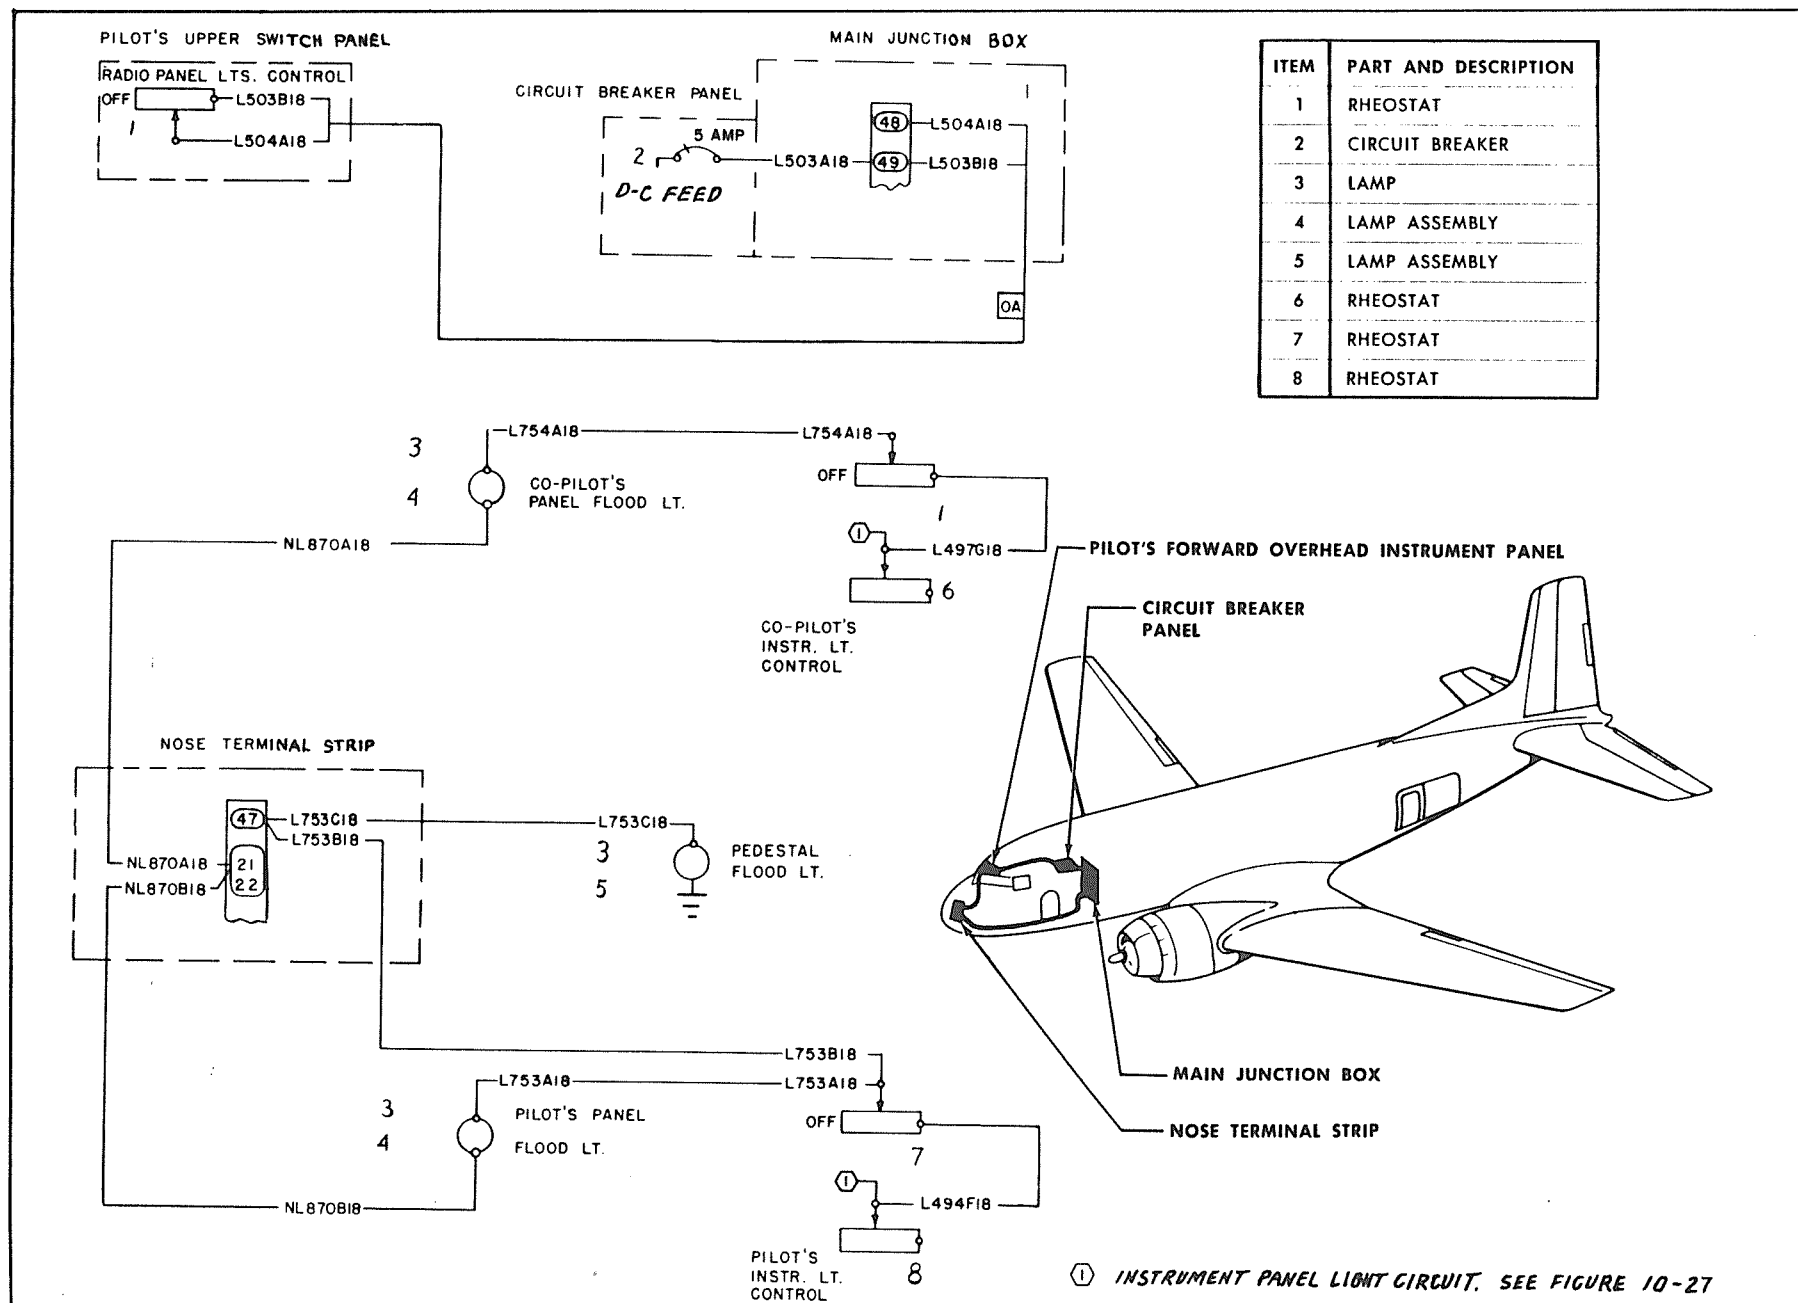 PILOT'S UPPER SWITCH PANEL
RADIO PANEL LTS. CONTROL
OFF
L503B18
1
L504A18
MAIN JUNCTION BOX
CIRCUIT BREAKER PANEL
5 AMP
2
D-C FEED
L503A18
48
L504A18
49
L503B18
OA
ITEM PART AND DESCRIPTION
1 RHEOSTAT
2 CIRCUIT BREAKER
3 LAMP
4 LAMP ASSEMBLY
5 LAMP ASSEMBLY
6 RHEOSTAT
7 RHEOSTAT
8 RHEOSTAT
3
4
L754A18
L754A18
CO-PILOT'S
PANEL FLOOD LT.
OFF
1
NL870A18
1
L497G18
6
CO-PILOT'S
INSTR. LT.
CONTROL
PILOT'S FORWARD OVERHEAD INSTRUMENT PANEL
CIRCUIT BREAKER
PANEL
NOSE TERMINAL STRIP
47
L753C18
L753B18
NL870A18
21
NL870B18
22
L753C18
3
5
PEDESTAL
FLOOD LT.
MAIN JUNCTION BOX
NOSE TERMINAL STRIP
L753B18
L753A18
L753A18
3
4
PILOT'S PANEL
FLOOD LT.
OFF
7
NL870B18
1
L494F18
8
PILOT'S
INSTR. LT.
CONTROL
1 INSTRUMENT PANEL LIGHT CIRCUIT. SEE FIGURE 10-27